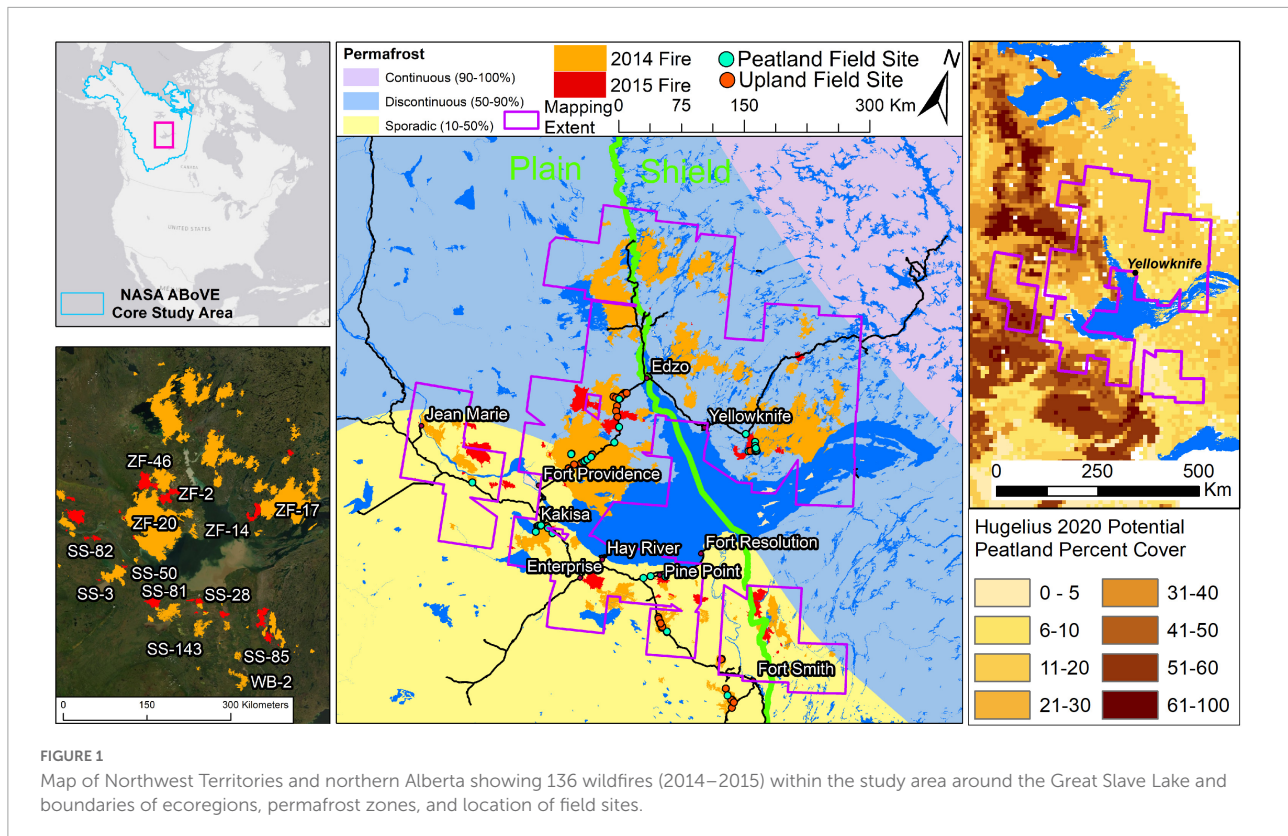 CANADA
UNITED STATES
NASA ABoVE
Core Study Area
ZF-46
ZF-2
ZF-20
ZF-14
ZF-17
SS-82
SS-50
SS-3
SS-81
SS-28
SS-143
SS-85
WB-2
0 150 300 Kilometers
Permafrost
Continuous (90-100%)
Discontinuous (50-90%)
Sporadic (10-50%)
2014 Fire
2015 Fire
Mapping
Extent
Peatland Field Site
Upland Field Site
N
0 75 150 300 Km
Plain Shield
Edzo
Jean Marie
Yellowknife
Fort Providence
Kakisa
Hay River
Fort Resolution
Enterprise
Pine Point
Fort Smith
Yellowknife
0 250 500
Km
Hugelius 2020 Potential
Peatland Percent Cover
0 - 5
6-10
11-20
21-30
31-40
41-50
51-60
61-100
FIGURE 1
Map of Northwest Territories and northern Alberta showing 136 wildfires (2014–2015) within the study area around the Great Slave Lake and
boundaries of ecoregions, permafrost zones, and location of field sites.